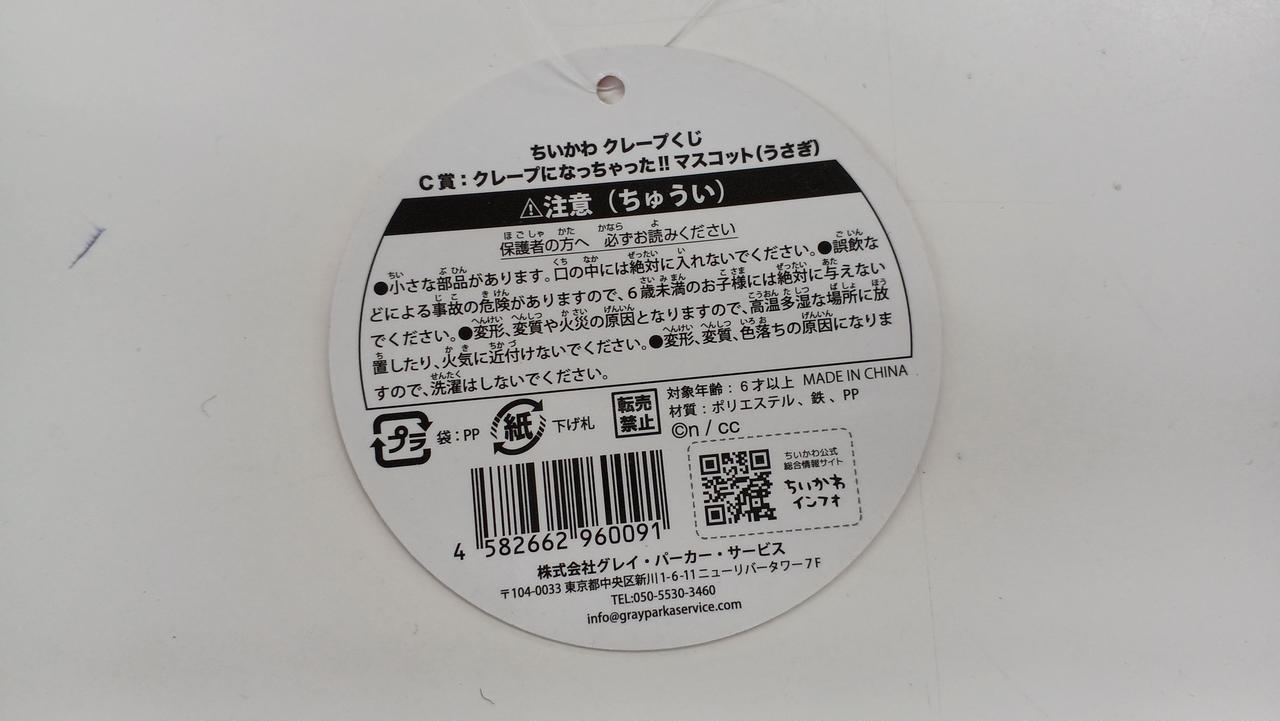 ちいかわ クレープくじ
C賞：クレープになっちゃった!! マスコット（うさぎ）
⚠注意（ちゅうい）
保護者の方へ 必ずお読みください
●小さな部品があります。口の中には絶対に入れないでください。●誤飲な
どによる事故の危険がありますので、6歳未満のお子様には絶対に与えない
でください。●変形、変質や火災の原因となりますので、高温多湿な場所に放
置したり、火気に近付けないでください。●変形、変質、色落ちの原因になりま
すので、洗濯はしないでください。
プラ 袋：PP 紙 下げ札 転売禁止
対象年齢：6才以上 MADE IN CHINA
材質：ポリエステル、鉄、PP
©n / cc
ちいかわ公式
総合情報サイト
ちいかわ
インフォ
4 582662 960091
株式会社グレイ・パーカー・サービス
〒104-0033 東京都中央区新川1-6-11 ニューリバータワー7F
TEL:050-5530-3460
info@grayparkaservice.com